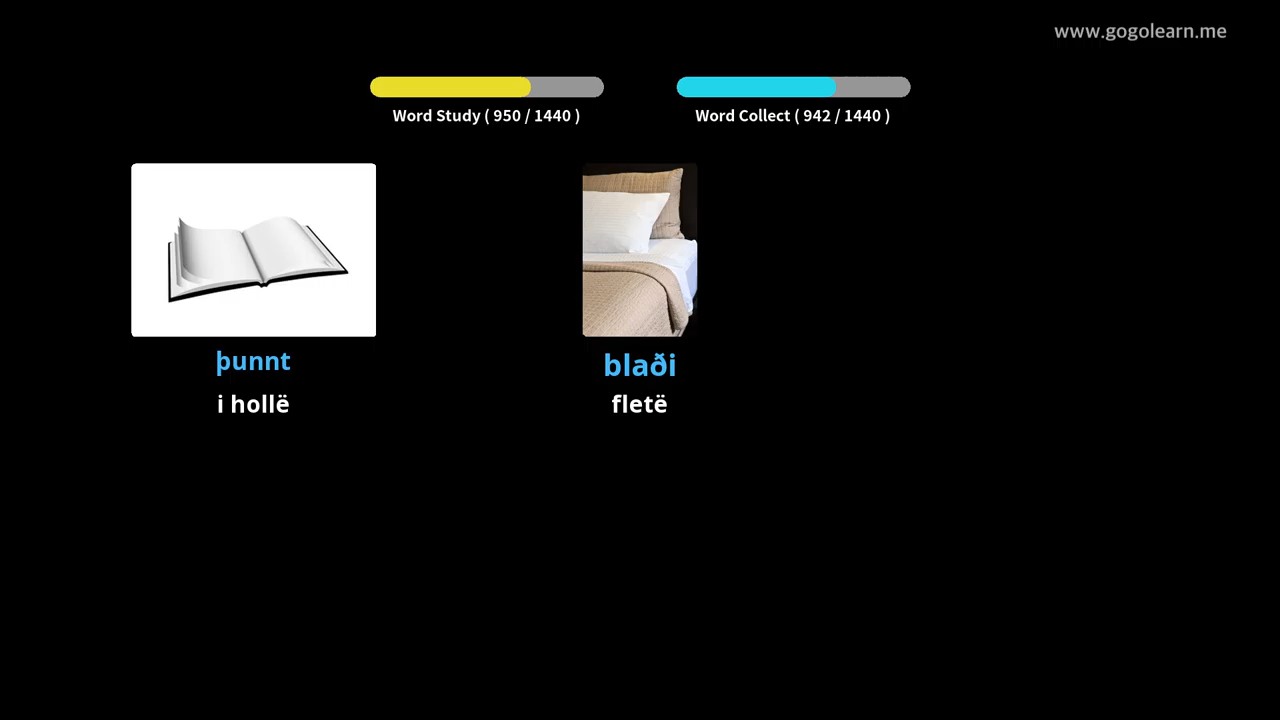 www.gogolearn.me
Word Study ( 950 / 1440 )
Word Collect ( 942 / 1440 )
þunnt
i hollë
blaði
fletë